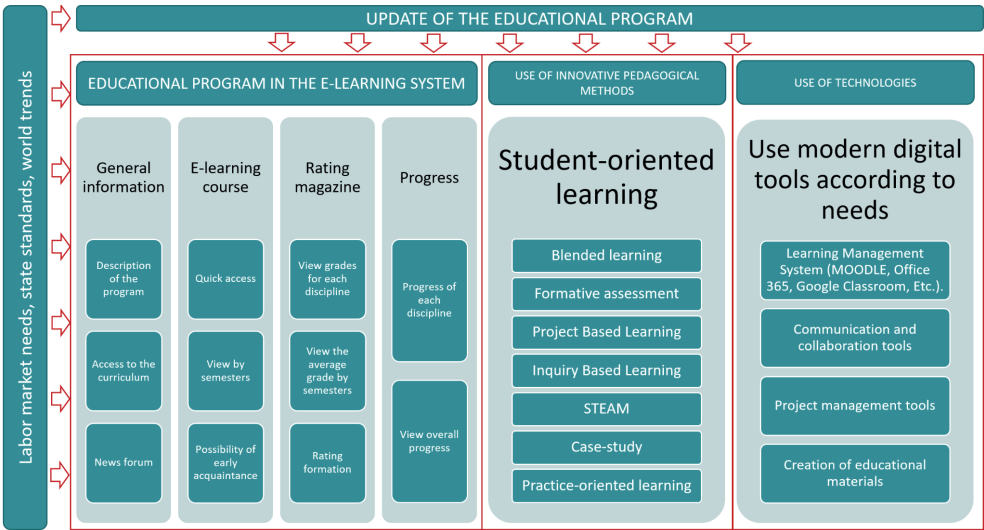 Labor market needs, state standards, world trends
UPDATE OF THE EDUCATIONAL PROGRAM
EDUCATIONAL PROGRAM IN THE E-LEARNING SYSTEM
General
information
Description
of the
program
Access to the
curriculum
News forum
E-learning
course
Quick access
View by
semesters
Possibility of
early
acquaintance
Rating
magazine
View grades
for each
discipline
View the
average
grade by
semesters
Rating
formation
Progress
Progress of
each
discipline
View overall
progress
USE OF INNOVATIVE PEDAGOGICAL
METHODS
Student-oriented
learning
Blended learning
Formative assessment
Project Based Learning
Inquiry Based Learning
STEAM
Case-study
Practice-oriented learning
USE OF TECHNOLOGIES
Use modern digital
tools according to
needs
Learning Management
System (MOODLE, Office
365, Google Classroom, Etc.).
Communication and
collaboration tools
Project management tools
Creation of educational
materials